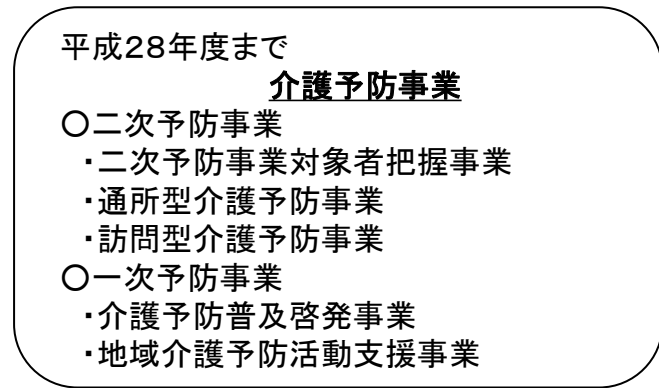 平成28年度まで
介護予防事業
○二次予防事業
・二次予防事業対象者把握事業
・通所型介護予防事業
・訪問型介護予防事業
○一次予防事業
・介護予防普及啓発事業
・地域介護予防活動支援事業